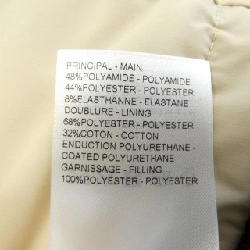 PRINCIPAL - MAIN
48%POLYAMIDE - POLYAMIDE
44%POLYESTER - POLYESTER
8%ELASTHANNE - ELASTANE
DOUBLURE - LINING
68%POLYESTER - POLYESTER
32%COTON - COTTON
ENDUCTION POLYURETHANE -
COATED POLYURETHANE
GARNISSAGE - FILLING
100%POLYESTER - POLYESTER